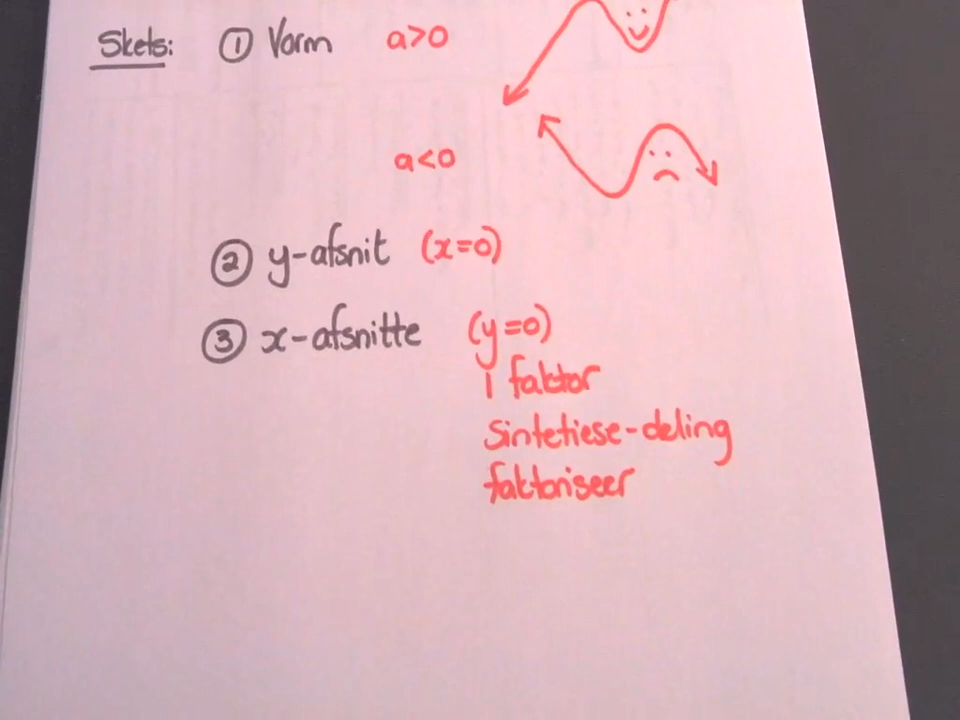 Skets: ① Vorm a>0
a<0
② y-afsnit (x=0)
③ x-afsnitte (y=0)
1 faktor
Sintetiese-deling
faktoriseer